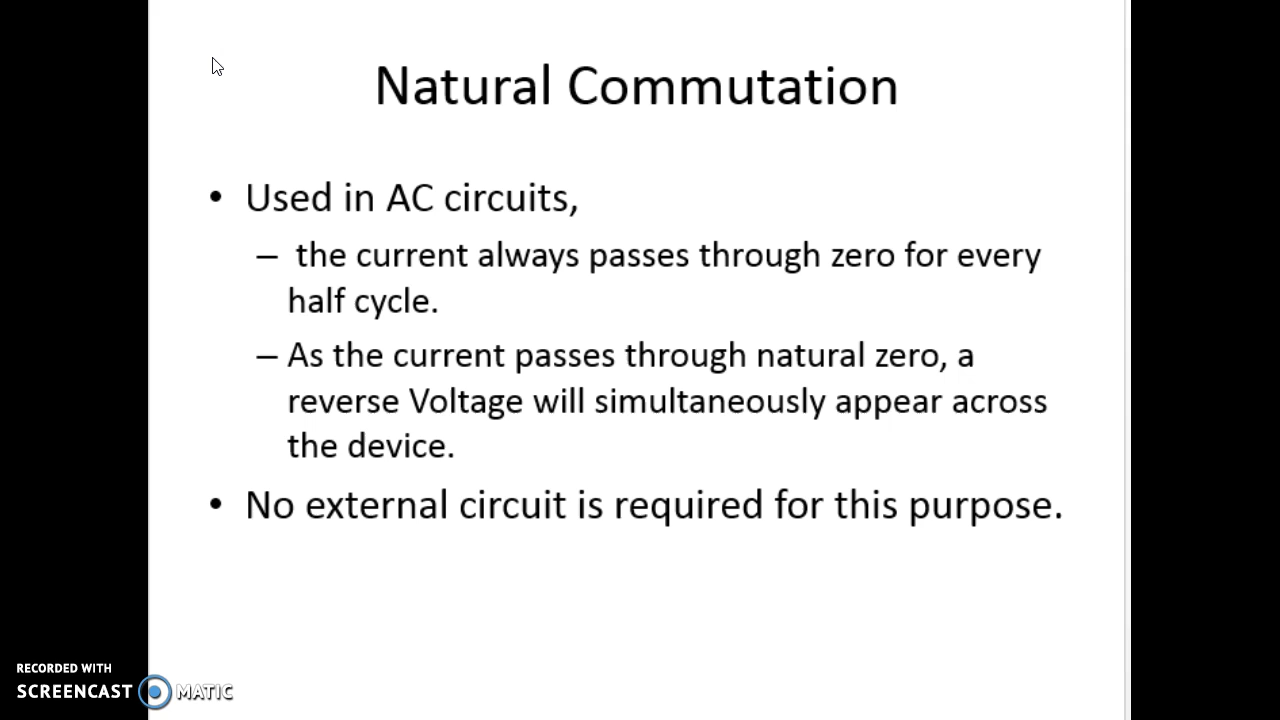 Natural Commutation
• Used in AC circuits,
– the current always passes through zero for every
half cycle.
– As the current passes through natural zero, a
reverse Voltage will simultaneously appear across
the device.
• No external circuit is required for this purpose.
RECORDED WITH
SCREENCAST MATIC